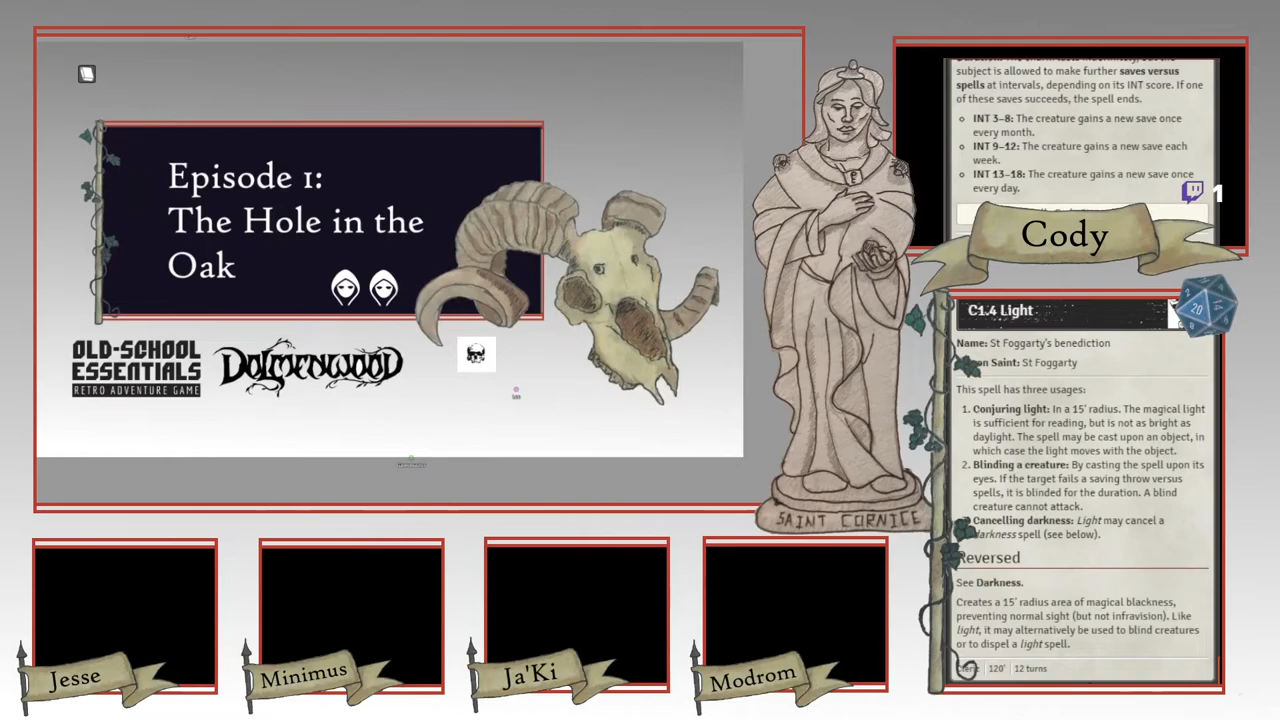 Episode 1:
The Hole in the
Oak
OLD-SCHOOL
ESSENTIALS
RETRO ADVENTURE GAME
DOLMENWOOD
SAINT CORNICE
subject is allowed to make further saves versus
spells at intervals, depending on its INT score. If one
of these saves succeeds, the spell ends.
INT 3–8: The creature gains a new save once
every month.
INT 9–12: The creature gains a new save each
week.
INT 13–18: The creature gains a new save once
every day.
1
Cody
20
14
2
C1.4 Light
Name: St Foggarty's benediction
Saint: St Foggarty
This spell has three usages:
1. Conjuring light: In a 15′ radius. The magical light
is sufficient for reading, but is not as bright as
daylight. The spell may be cast upon an object, in
which case the light moves with the object.
2. Blinding a creature: By casting the spell upon its
eyes. If the target fails a saving throw versus
spells, it is blinded for the duration. A blind
creature cannot attack.
Cancelling darkness: Light may cancel a
darkness spell (see below).
Reversed
See Darkness.
Creates a 15′ radius area of magical blackness,
preventing normal sight (but not infravision). Like
light, it may alternatively be used to blind creatures
or to dispel a light spell.
120′ 12 turns
Jesse
Minimus
Ja'Ki
Modrom